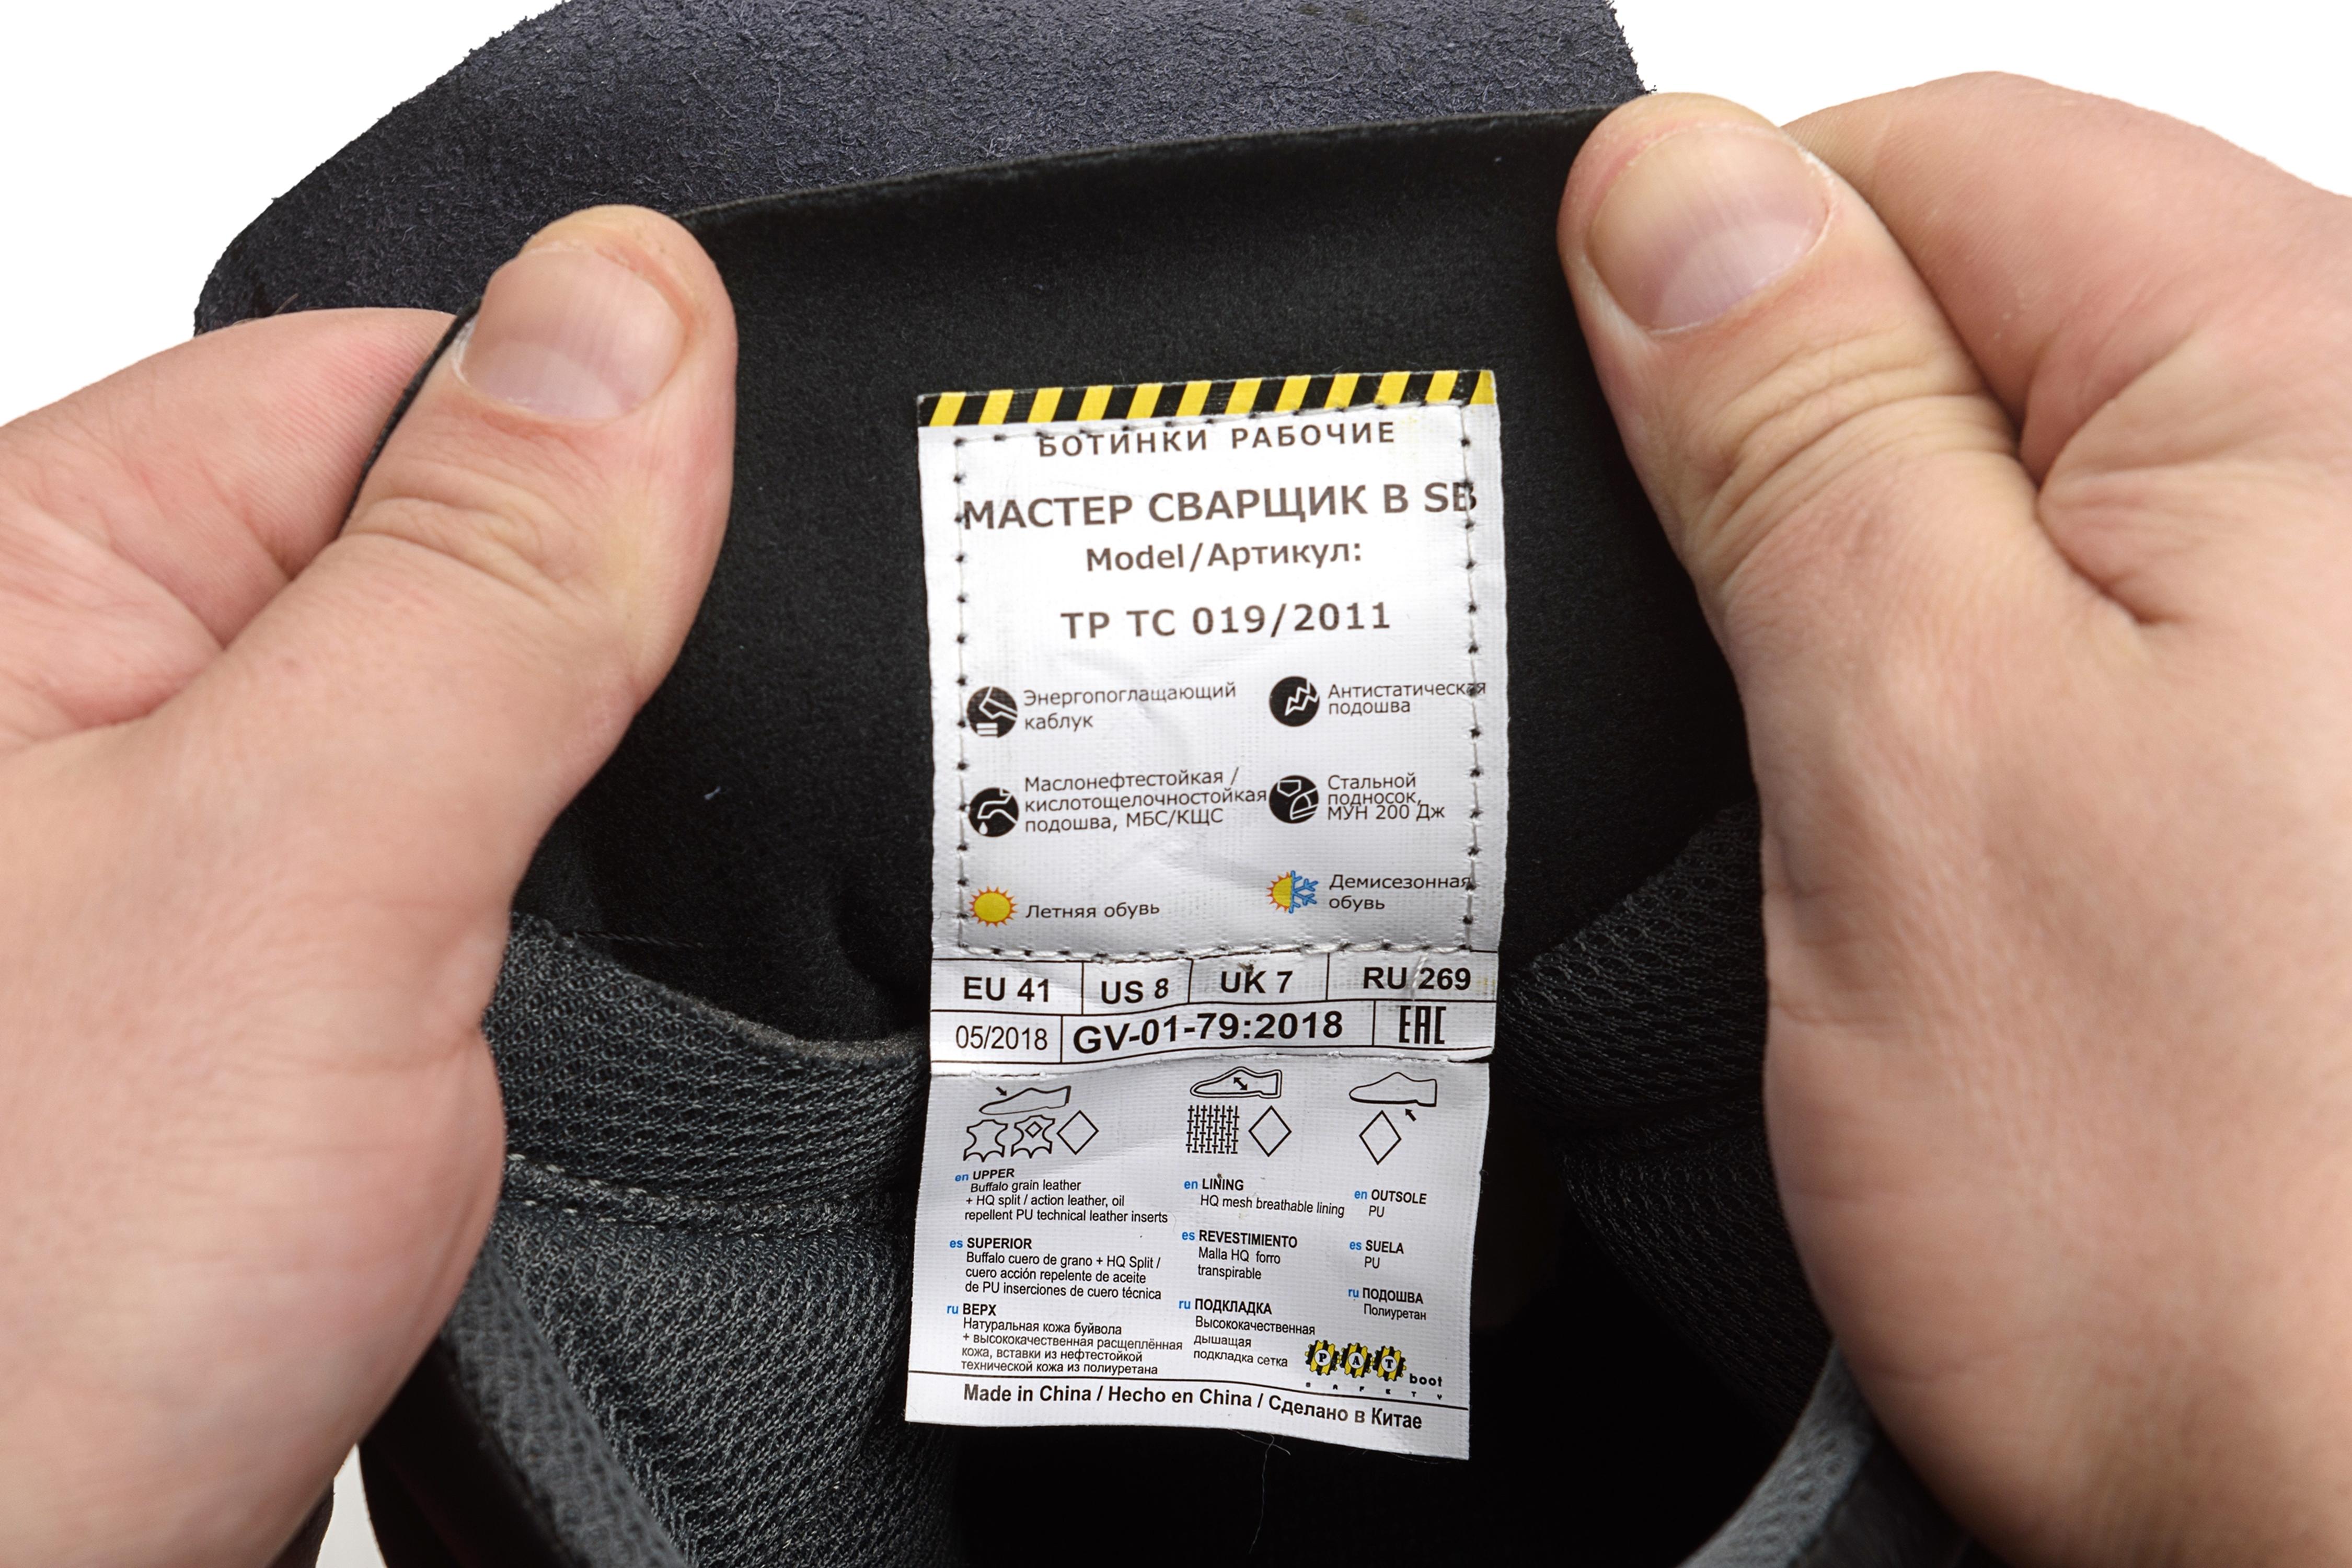 БОТИНКИ РАБОЧИЕ
МАСТЕР СВАРЩИК В SB
Model/Артикул:
ТР ТС 019/2011
Энергопоглащающий
каблук
Антистатическая
подошва
Маслонефтестойкая /
кислотощелочностойкая
подошва, МБС/КЩС
Стальной
подносок,
МУН 200 Дж
Летняя обувь
Демисезонная
обувь
EU 41 US 8 UK 7 RU 269
05/2018 GV-01-79:2018 EAC
en UPPER
Buffalo grain leather
+ HQ split / action leather, oil
repellent PU technical leather inserts
en LINING
HQ mesh breathable lining
en OUTSOLE
PU
es SUPERIOR
Buffalo cuero de grano + HQ Split /
cuero acción repelente de aceite
de PU inserciones de cuero técnica
es REVESTIMIENTO
Malla HQ forro
transpirable
es SUELA
PU
ru ВЕРХ
Натуральная кожа буйвола
+ высококачественная расщеплённая
кожа, вставки из нефтестойкой
технической кожа из полиуретана
ru ПОДКЛАДКА
Высококачественная
дышащая
подкладка сетка
ru ПОДОШВА
Полиуретан
PAT boot
SAFETY
Made in China / Hecho en China / Сделано в Китае